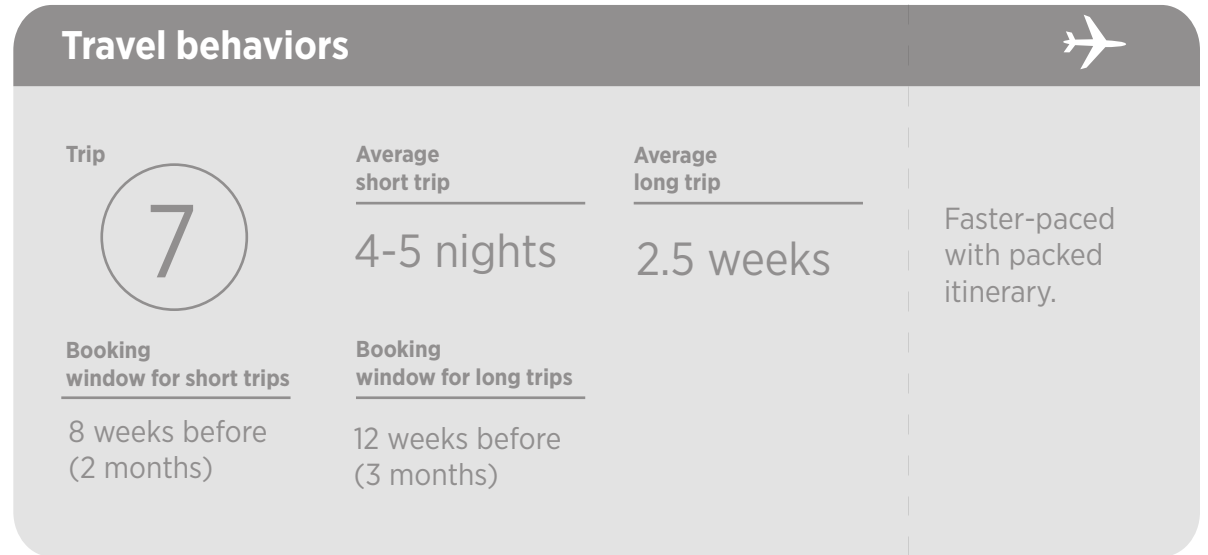 Travel behaviors
Trip
7
Average
short trip
4-5 nights
Average
long trip
2.5 weeks
Booking
window for short trips
8 weeks before
(2 months)
Booking
window for long trips
12 weeks before
(3 months)
Faster-paced
with packed
itinerary.